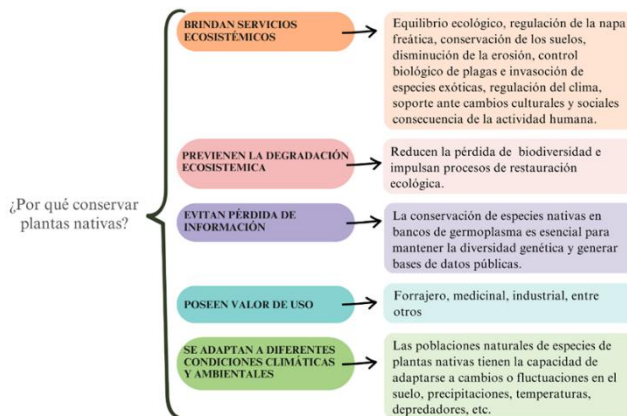 ¿Por qué conservar
plantas nativas?
BRINDAN SERVICIOS
ECOSISTÉMICOS
Equilibrio ecológico, regulación de la napa
freática, conservación de los suelos,
disminución de la erosión, control
biológico de plagas e invasoción de
especies exóticas, regulación del clima,
soporte ante cambios culturales y sociales
consecuencia de la actividad humana.
PREVIENEN LA DEGRADACIÓN
ECOSISTEMICA
Reducen la pérdida de biodiversidad e
impulsan procesos de restauración
ecológica.
EVITAN PÉRDIDA DE
INFORMACIÓN
La conservación de especies nativas en
bancos de germoplasma es esencial para
mantener la diversidad genética y generar
bases de datos públicas.
POSEEN VALOR DE USO
Forrajero, medicinal, industrial, entre
otros
SE ADAPTAN A DIFERENTES
CONDICIONES CLIMÁTICAS
Y AMBIENTALES
Las poblaciones naturales de especies de
plantas nativas tienen la capacidad de
adaptarse a cambios o fluctuaciones en el
suelo, precipitaciones, temperaturas,
depredadores, etc.